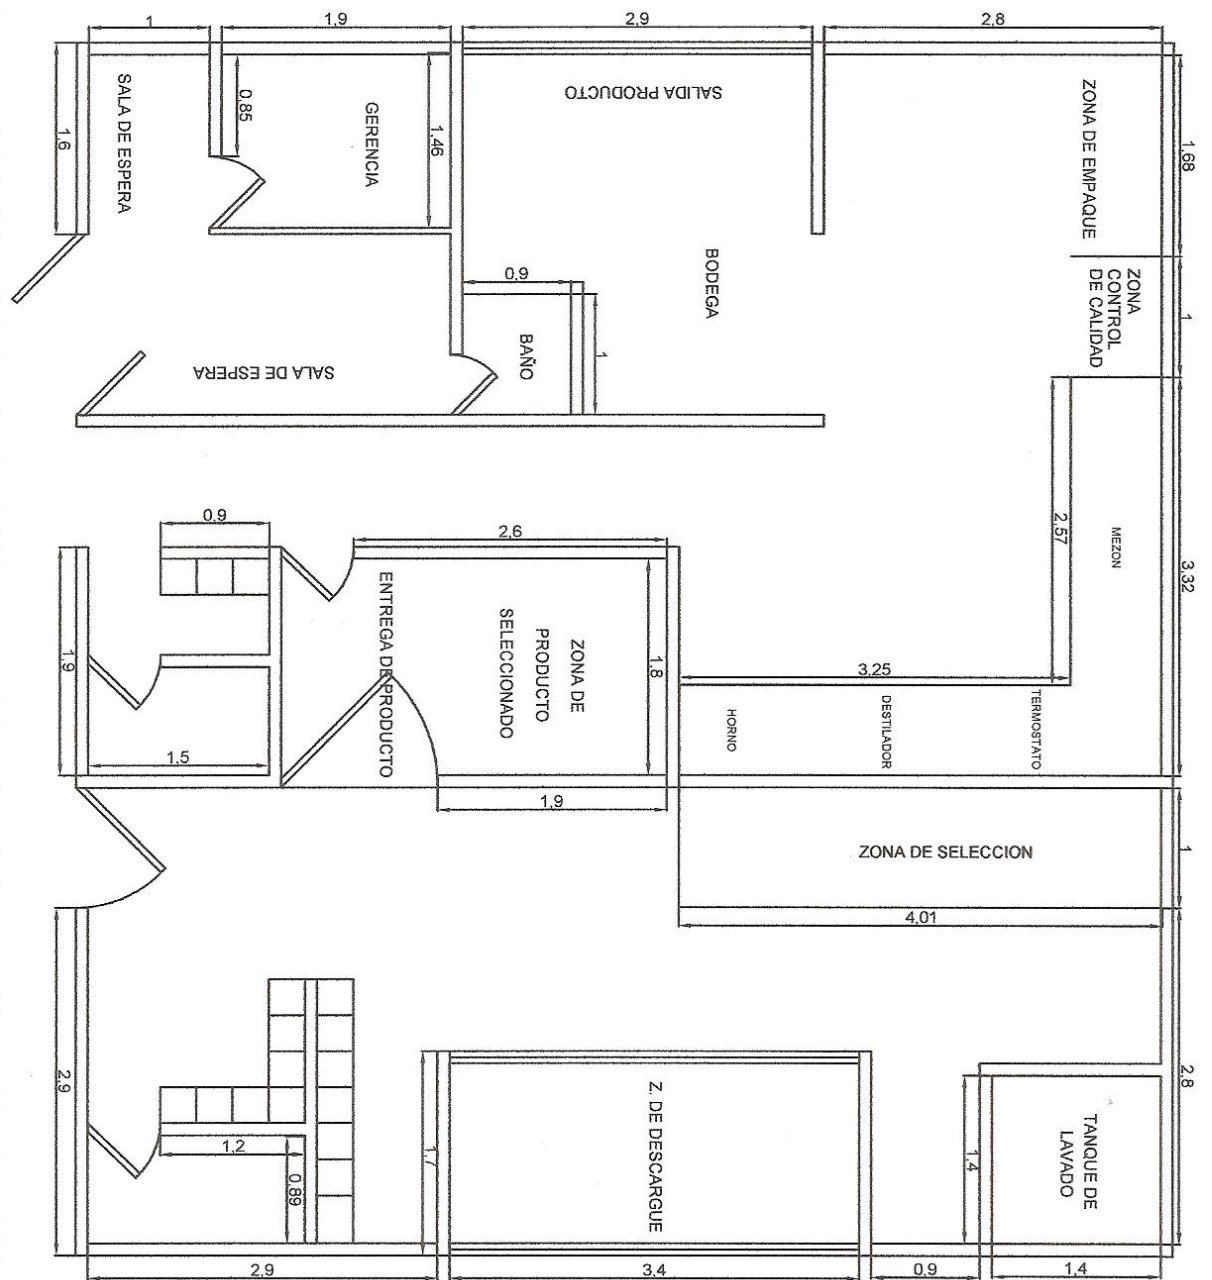 1
1,9
2,9
2,8
SALA DE ESPERA
1,6
0,85
GERENCIA
1,46
SALIDA PRODUCTO
ZONA DE EMPAQUE
1,68
BODEGA
0,9
BAÑO
1
ZONA
CONTROL
DE CALIDAD
1
SALA DE ESPERA
MEZON
2,57
3,32
0,9
2,6
1,9
1,5
ENTREGA DE PRODUCTO
ZONA DE
PRODUCTO
SELECCIONADO
1,8
1,9
3,25
HORNO
DESTILADOR
TERMOSTATO
ZONA DE SELECCION
1
4,01
2,9
1,2
0,89
1,7
Z. DE DESCARGUE
1,4
TANQUE DE
LAVADO
2,8
2,9
3,4
0,9
1,4